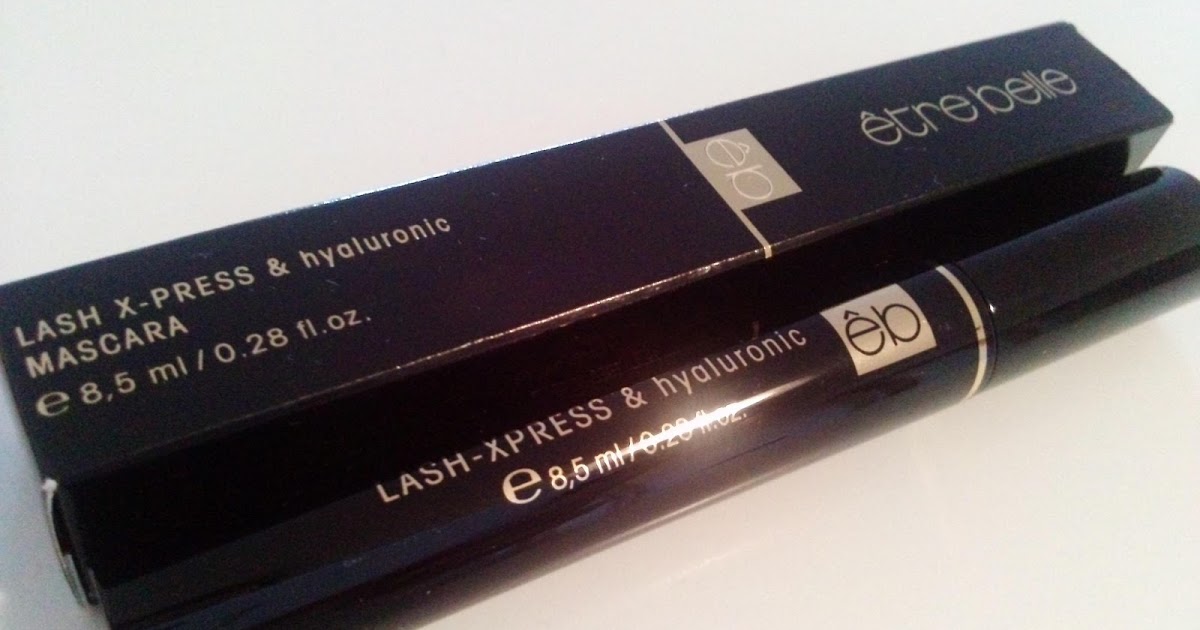 être belle
êb
LASH X-PRESS & hyaluronic
MASCARA
e 8,5 ml / 0.28 fl.oz.
êb
LASH-XPRESS & hyaluronic
e 8,5 ml / 0.28 fl.oz.